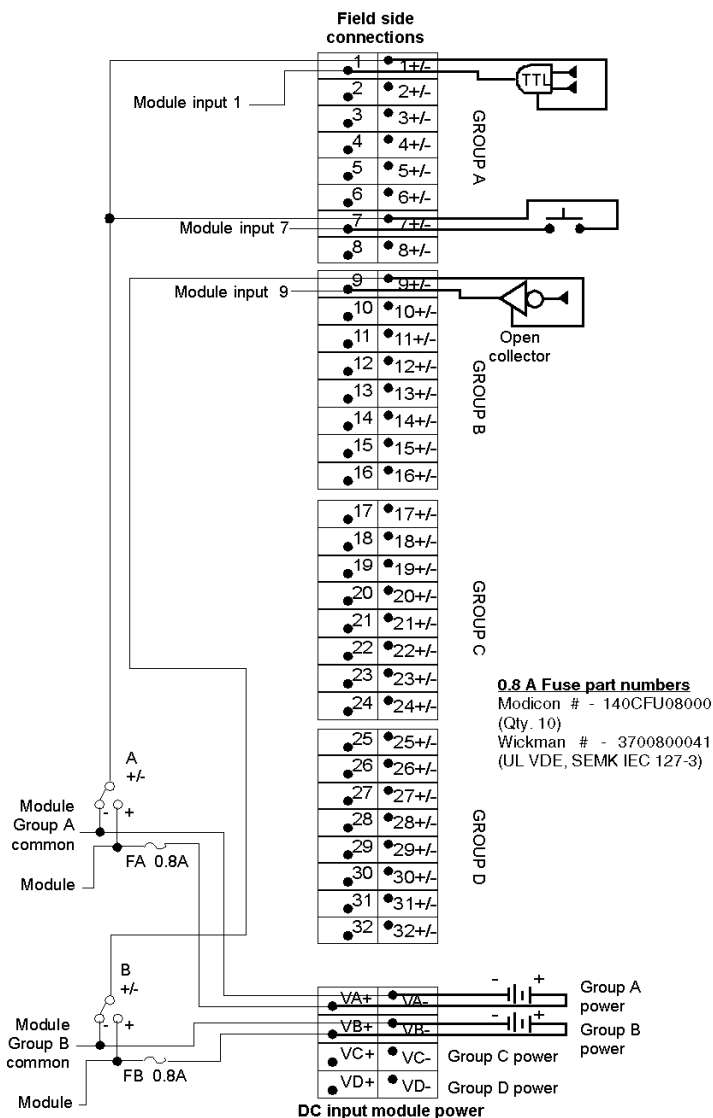 Field side
connections
1 1+/-
TTL
Module input 1
2 2+/-
3 3+/-
4 4+/-
5 5+/-
6 6+/-
GROUP A
Module input 7
7 7+/-
8 8+/-
Module input 9
9 9+/-
10 10+/-
Open
collector
11 11+/-
12 12+/-
13 13+/-
14 14+/-
15 15+/-
16 16+/-
GROUP B
17 17+/-
18 18+/-
19 19+/-
20 20+/-
21 21+/-
22 22+/-
23 23+/-
24 24+/-
GROUP C
0.8 A Fuse part numbers
Modicon # - 140CFU08000
(Qty. 10)
Wickman # - 3700800041
(UL VDE, SEMK IEC 127-3)
25 25+/-
26 26+/-
27 27+/-
28 28+/-
29 29+/-
30 30+/-
31 31+/-
32 32+/-
GROUP D
A
+/-
- +
Module
Group A
common
FA 0.8A
Module
B
+/-
- +
Module
Group B
common
FB 0.8A
Module
VA+ VA-
- +
Group A
power
VB+ VB-
- +
Group B
power
VC+ VC- Group C power
VD+ VD- Group D power
DC input module power